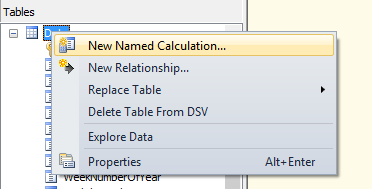 Tables
New Named Calculation...
New Relationship...
Replace Table
Delete Table From DSV
Explore Data
Properties Alt+Enter
WeekNumberOfYear